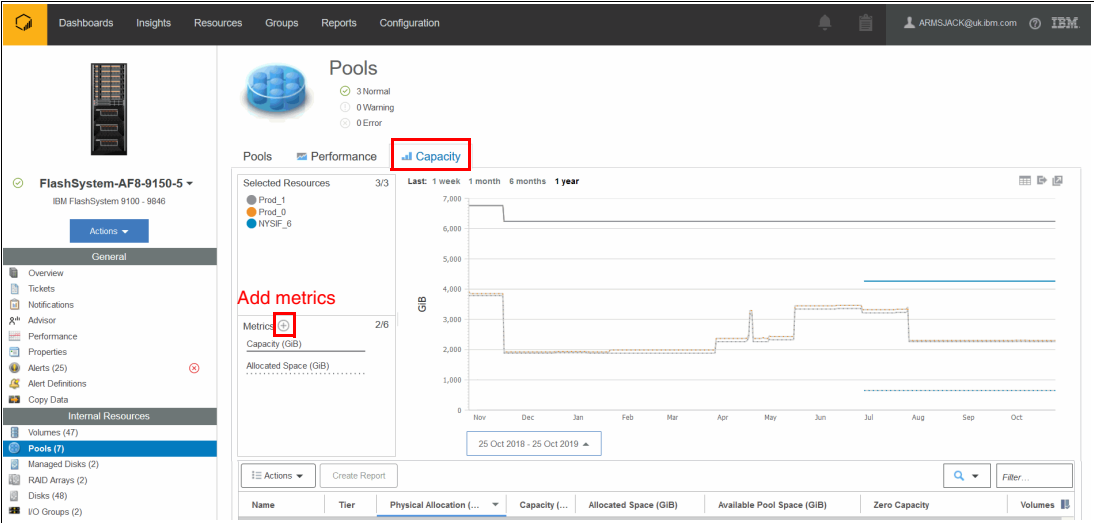 Dashboards Insights Resources Groups Reports Configuration ARMSJACK@uk.ibm.com IBM
Pools
3 Normal
0 Warning
0 Error
Pools Performance Capacity
FlashSystem-AF8-9150-5
IBM FlashSystem 9100 - 9846
Actions
General
Overview
Tickets
Notifications
Advisor
Performance
Properties
Alerts (25)
Alert Definitions
Copy Data
Internal Resources
Volumes (47)
Pools (7)
Managed Disks (2)
RAID Arrays (2)
Disks (48)
I/O Groups (2)
Selected Resources 3/3
Prod_1
Prod_0
NYSIF_6
Add metrics
Metrics 2/6
Capacity (GiB)
Allocated Space (GiB)
Last: 1 week 1 month 6 months 1 year
7,000
6,000
5,000
4,000
3,000
2,000
1,000
0
GiB
Nov Dec Jan Feb Mar Apr May Jun Jul Aug Sep Oct
25 Oct 2018 - 25 Oct 2019
Actions Create Report Filter...
Name Tier Physical Allocation (... Capacity (... Allocated Space (GiB) Available Pool Space (GiB) Zero Capacity Volumes